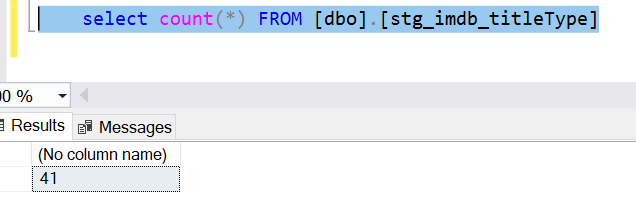 select count(*) FROM [dbo].[stg_imdb_titleType]
00 %
Results Messages
(No column name)
41